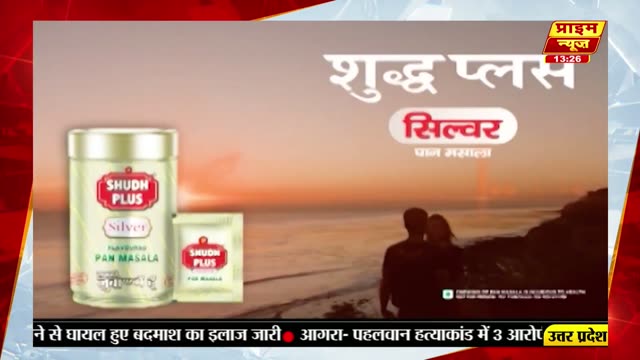 प्राइम
न्यूज
13:26
शुद्ध प्लस
सिल्वर
पान मसाला
SHUDH
PLUS
Silver
FLAVOURED
PAN MASALA
SHUDH
PLUS
PAN MASALA
ने से घायल हुए बदमाश का इलाज जारी ● आगरा- पहलवान हत्याकांड में 3 आरोप
उत्तर प्रदेश